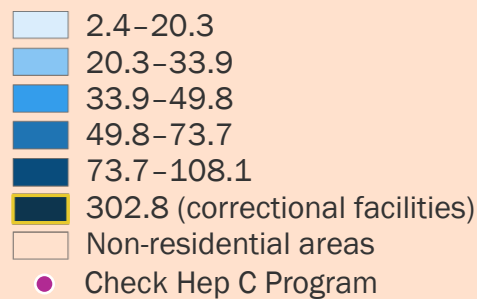 2.4–20.3
20.3–33.9
33.9–49.8
49.8–73.7
73.7–108.1
302.8 (correctional facilities)
Non-residential areas
Check Hep C Program